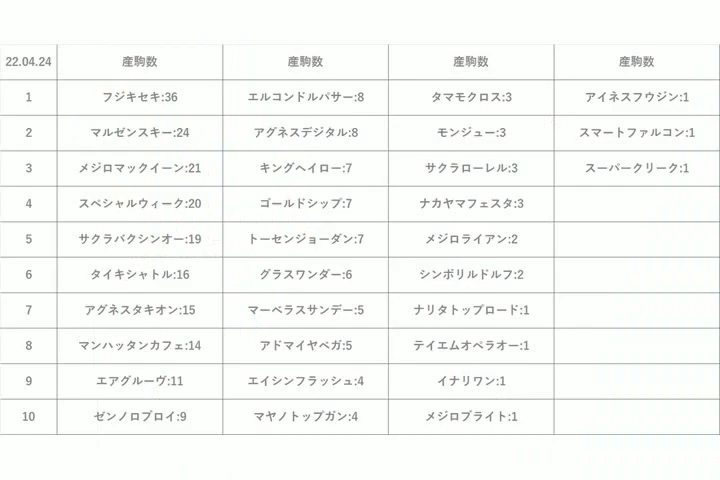 22.04.24 産駒数 産駒数 産駒数 産駒数
1 フジキセキ:36 エルコンドルパサー:8 タマモクロス:3 アイネスフウジン:1
2 マルゼンスキー:24 アグネスデジタル:8 モンジュー:3 スマートファルコン:1
3 メジロマックイーン:21 キングヘイロー:7 サクラローレル:3 スーパークリーク:1
4 スペシャルウィーク:20 ゴールドシップ:7 ナカヤマフェスタ:3
5 サクラバクシンオー:19 トーセンジョーダン:7 メジロライアン:2
6 タイキシャトル:16 グラスワンダー:6 シンボリルドルフ:2
7 アグネスタキオン:15 マーベラスサンデー:5 ナリタトップロード:1
8 マンハッタンカフェ:14 アドマイヤベガ:5 テイエムオペラオー:1
9 エアグルーヴ:11 エイシンフラッシュ:4 イナリワン:1
10 ゼンノロブロイ:9 マヤノトップガン:4 メジロブライト:1